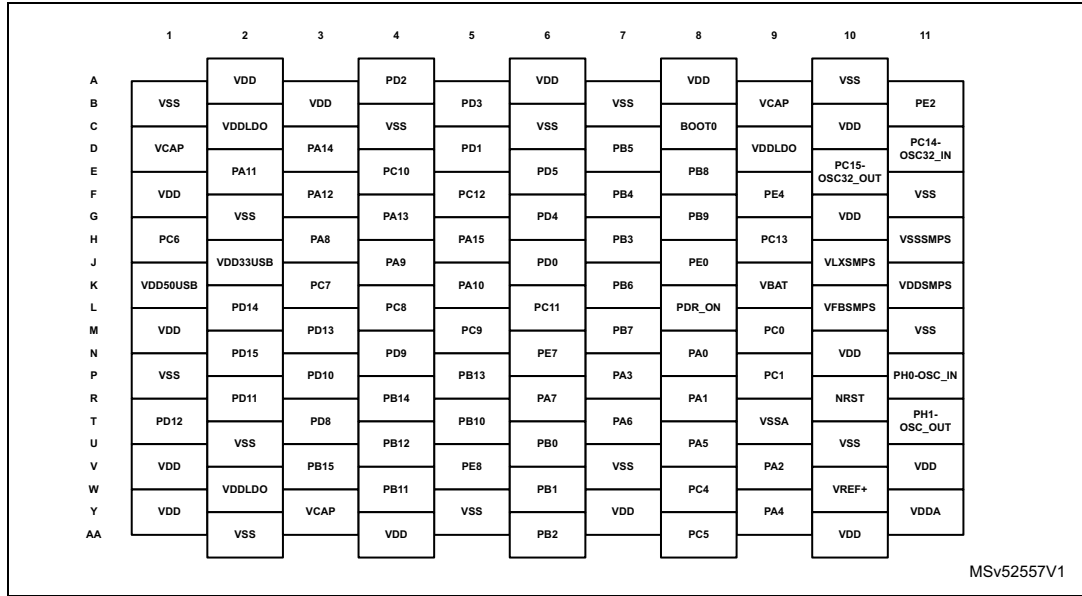 1 2 3 4 5 6 7 8 9 10 11
A VDD PD2 VDD VDD VSS
B VSS VDD PD3 VSS VCAP PE2
C VDDLDO VSS VSS BOOT0 VDD
D VCAP PA14 PD1 PB5 VDDLDO PC14-
OSC32_IN
E PA11 PC10 PD5 PB8 PC15-
OSC32_OUT
F VDD PA12 PC12 PB4 PE4 VSS
G VSS PA13 PD4 PB9 VDD
H PC6 PA8 PA15 PB3 PC13 VSSSMPS
J VDD33USB PA9 PD0 PE0 VLXSMPS
K VDD50USB PC7 PA10 PB6 VBAT VDDSMPS
L PD14 PC8 PC11 PDR_ON VFBSMPS
M VDD PD13 PC9 PB7 PC0 VSS
N PD15 PD9 PE7 PA0 VDD
P VSS PD10 PB13 PA3 PC1 PH0-OSC_IN
R PD11 PB14 PA7 PA1 NRST
T PD12 PD8 PB10 PA6 VSSA PH1-
OSC_OUT
U VSS PB12 PB0 PA5 VSS
V VDD PB15 PE8 VSS PA2 VDD
W VDDLDO PB11 PB1 PC4 VREF+
Y VDD VCAP VSS VDD PA4 VDDA
AA VSS VDD PB2 PC5 VDD
MSv52557V1